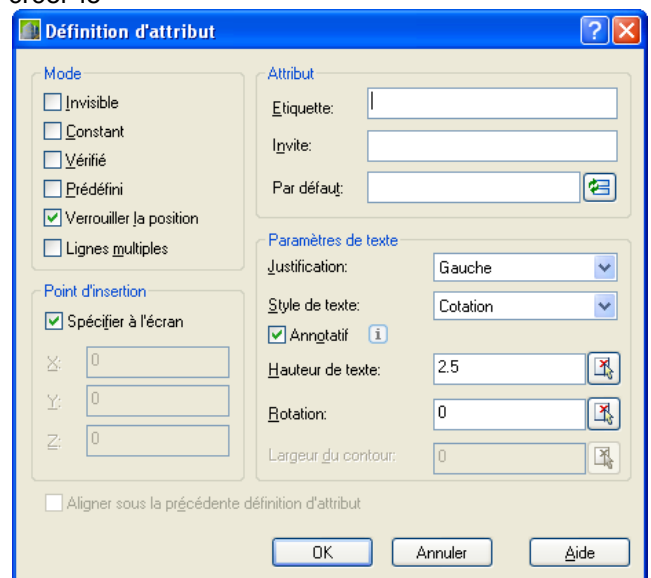 créer le
Définition d'attribut
Mode
Invisible
Constant
Vérifié
Prédéfini
Verrouiller la position
Lignes multiples
Point d'insertion
Spécifier à l'écran
X: 0
Y: 0
Z: 0
Attribut
Etiquette:
Invite:
Par défaut:
Paramètres de texte
Justification: Gauche
Style de texte: Cotation
Annotatif i
Hauteur de texte: 2.5
Rotation: 0
Largeur du contour: 0
Aligner sous la précédente définition d'attribut
OK Annuler Aide